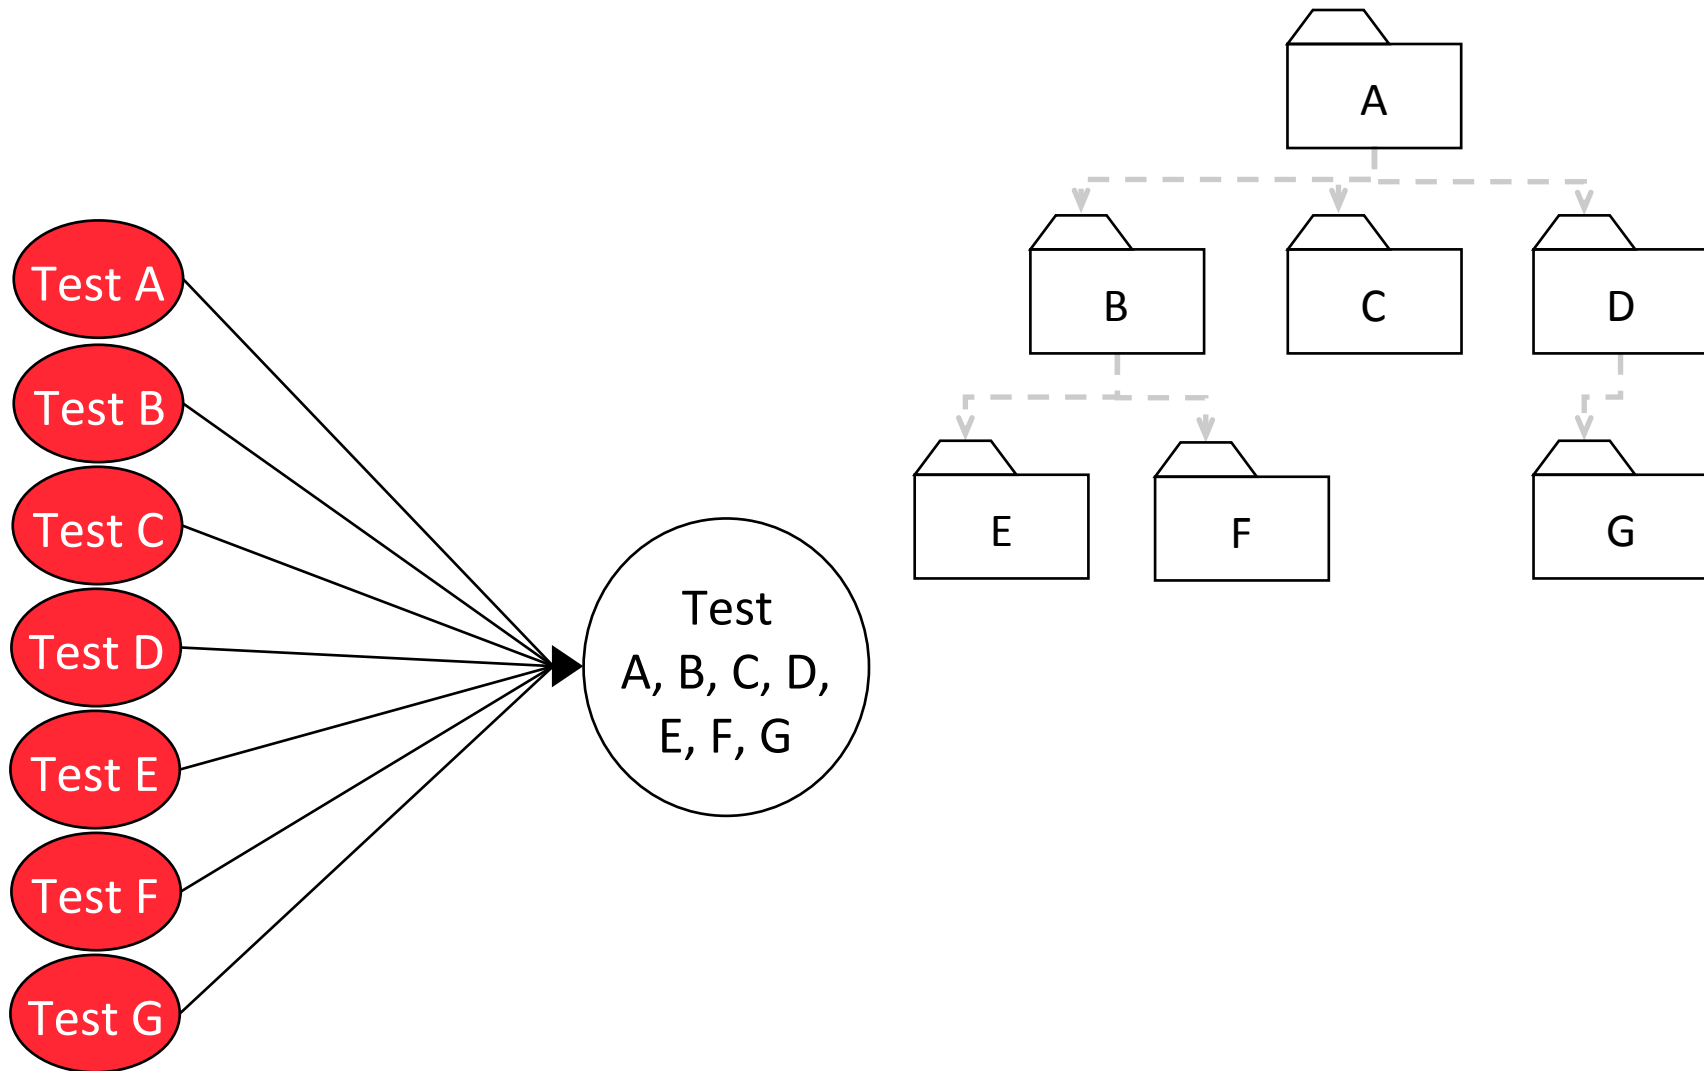 A
B
C
D
E
F
G
Test A
Test B
Test C
Test D
Test E
Test F
Test G
Test
A, B, C, D,
E, F, G